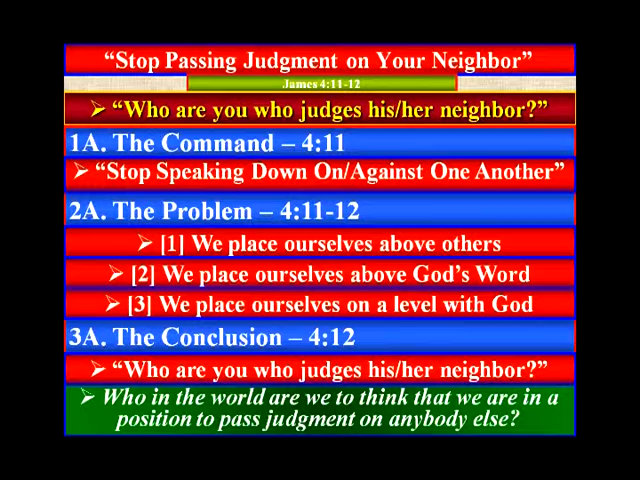 “Stop Passing Judgment on Your Neighbor”
James 4:11-12
➢ “Who are you who judges his/her neighbor?”
1A. The Command – 4:11
➢ “Stop Speaking Down On/Against One Another”
2A. The Problem – 4:11-12
➢ [1] We place ourselves above others
➢ [2] We place ourselves above God’s Word
➢ [3] We place ourselves on a level with God
3A. The Conclusion – 4:12
➢ “Who are you who judges his/her neighbor?”
➢ Who in the world are we to think that we are in a
position to pass judgment on anybody else?